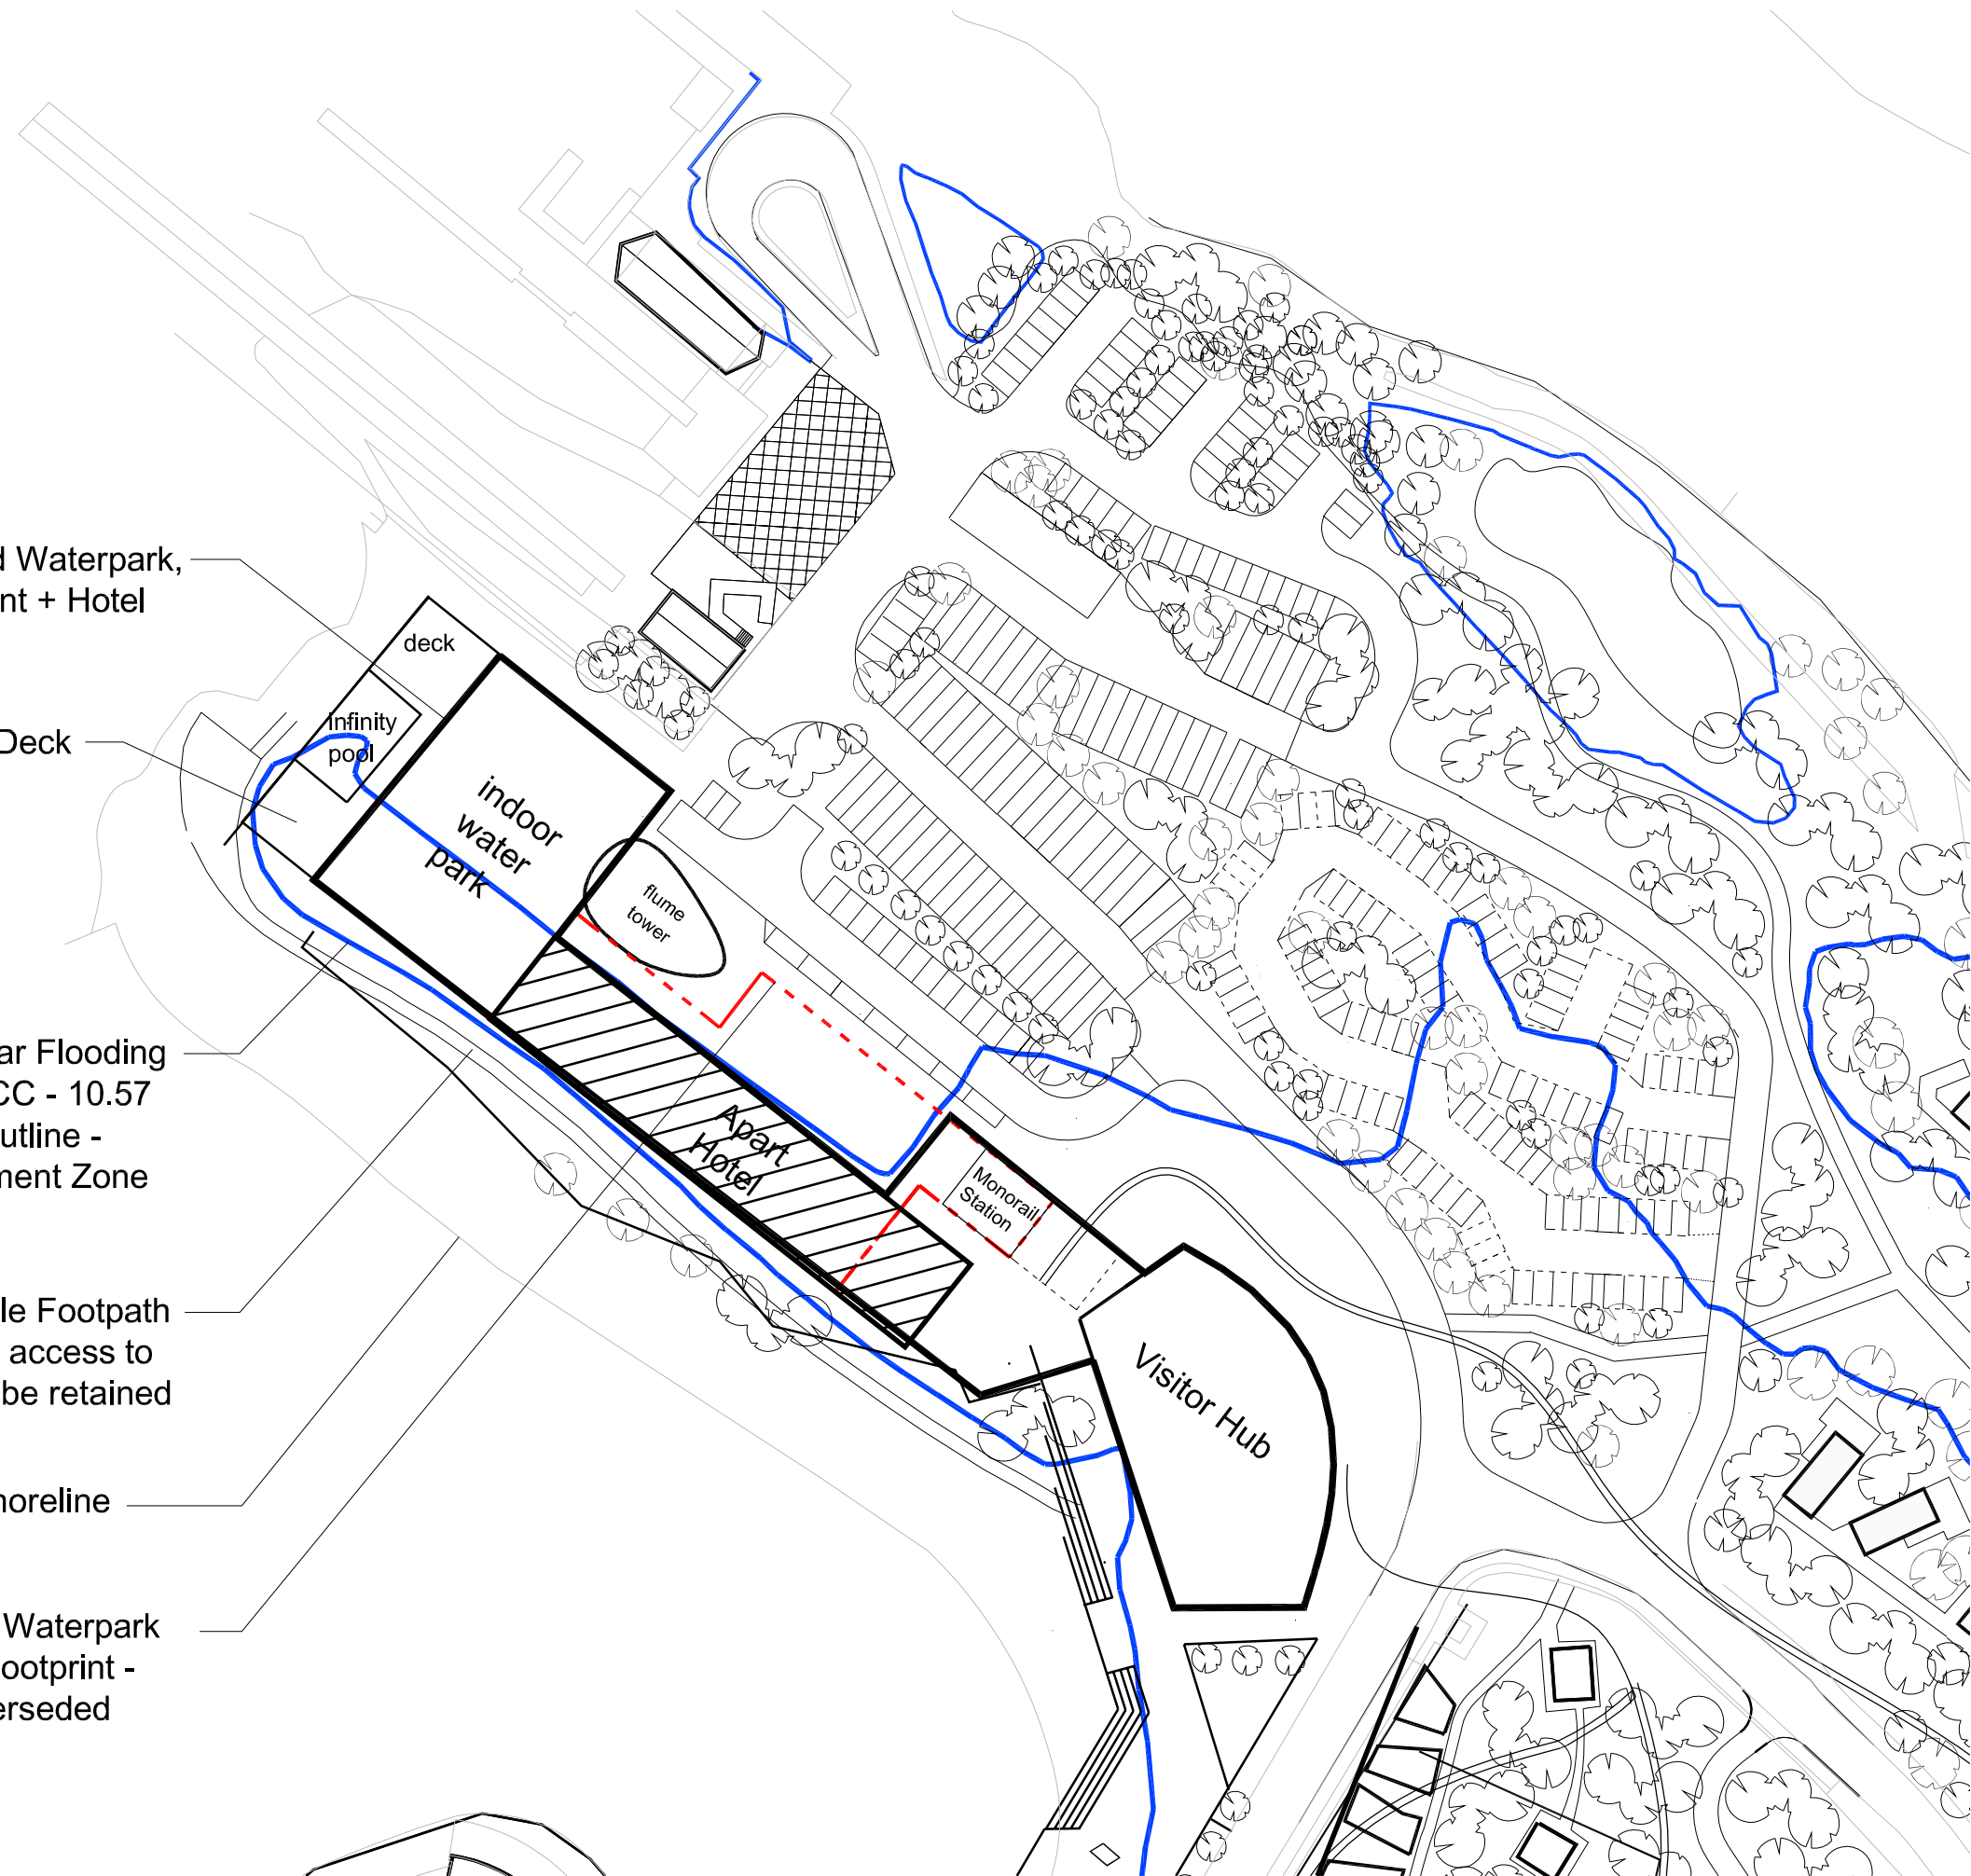 d Waterpark,
nt + Hotel
Deck
ar Flooding
CC - 10.57
utline -
ment Zone
le Footpath
access to
be retained
horeline
Waterpark
ootprint -
erseded
deck
infinity
pool
indoor
water
park
flume
tower
Apart
Hotel
Monorail
Station
Visitor Hub